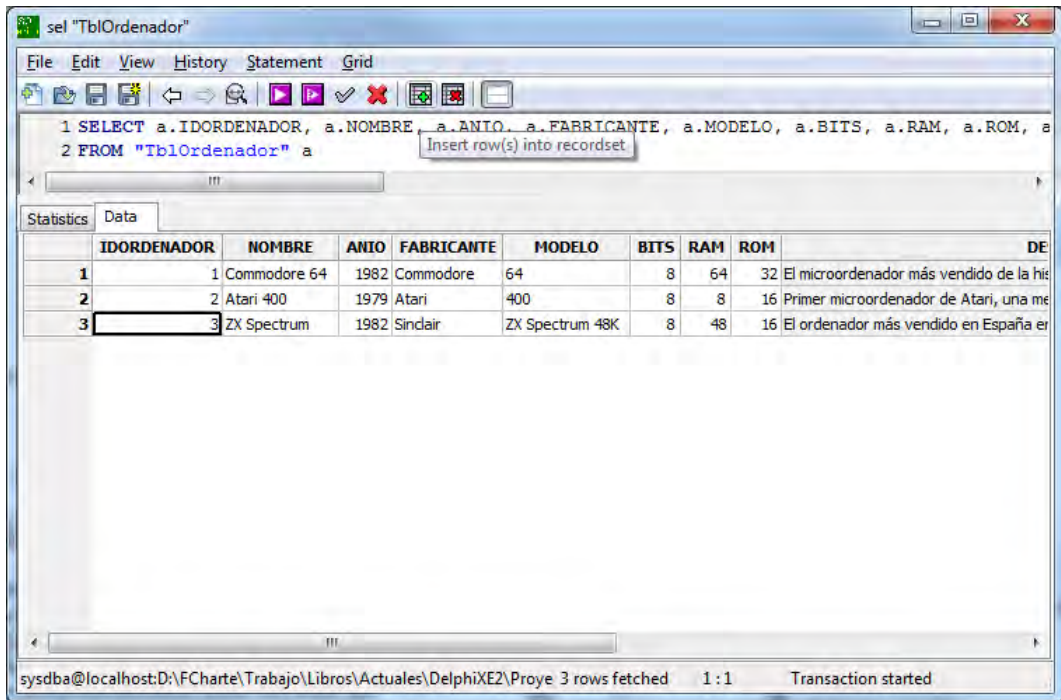 sel "TblOrdenador"
File Edit View History Statement Grid
1 SELECT a.IDORDENADOR, a.NOMBRE, a.ANIO, a.FABRICANTE, a.MODELO, a.BITS, a.RAM, a.ROM, a
2 FROM "TblOrdenador" a
Insert row(s) into recordset
Statistics Data
IDORDENADOR NOMBRE ANIO FABRICANTE MODELO BITS RAM ROM DE
1 1 Commodore 64 1982 Commodore 64 8 64 32 El microordenador más vendido de la his
2 2 Atari 400 1979 Atari 400 8 8 16 Primer microordenador de Atari, una me
3 3 ZX Spectrum 1982 Sinclair ZX Spectrum 48K 8 48 16 El ordenador más vendido en España er
sysdba@localhost:D:\FCharte\Trabajo\Libros\Actuales\DelphiXE2\Proye 3 rows fetched 1 : 1 Transaction started